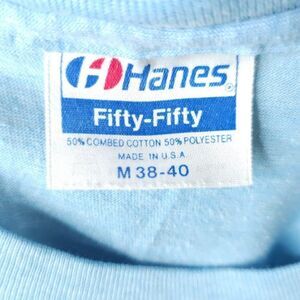 Hanes®
Fifty-Fifty
50% COMBED COTTON 50% POLYESTER
MADE IN U.S.A.
M 38-40